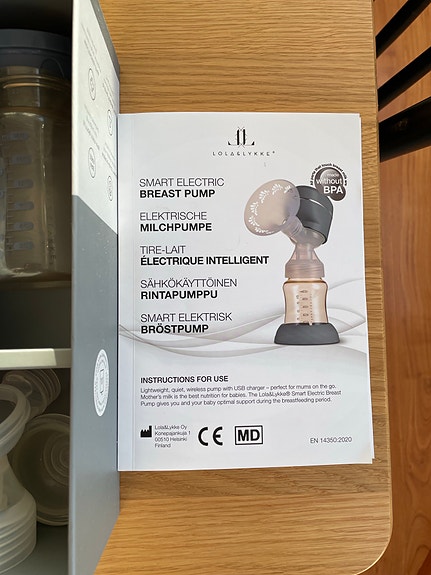 LOLA&LYKKE®
SMART ELECTRIC
BREAST PUMP
made
without
BPA
ELEKTRISCHE
MILCHPUMPE
TIRE-LAIT
ÉLECTRIQUE INTELLIGENT
SÄHKÖKÄYTTÖINEN
RINTAPUMPPU
SMART ELEKTRISK
BRÖSTPUMP
INSTRUCTIONS FOR USE
Lightweight, quiet, wireless pump with USB charger – perfect for mums on the go.
Mother's milk is the best nutrition for babies. The Lola&Lykke® Smart Electric Breast
Pump gives you and your baby optimal support during the breastfeeding period.
Lola&Lykke Oy
Konepajankuja 1
00510 Helsinki
Finland
CE
MD
EN 14350:2020